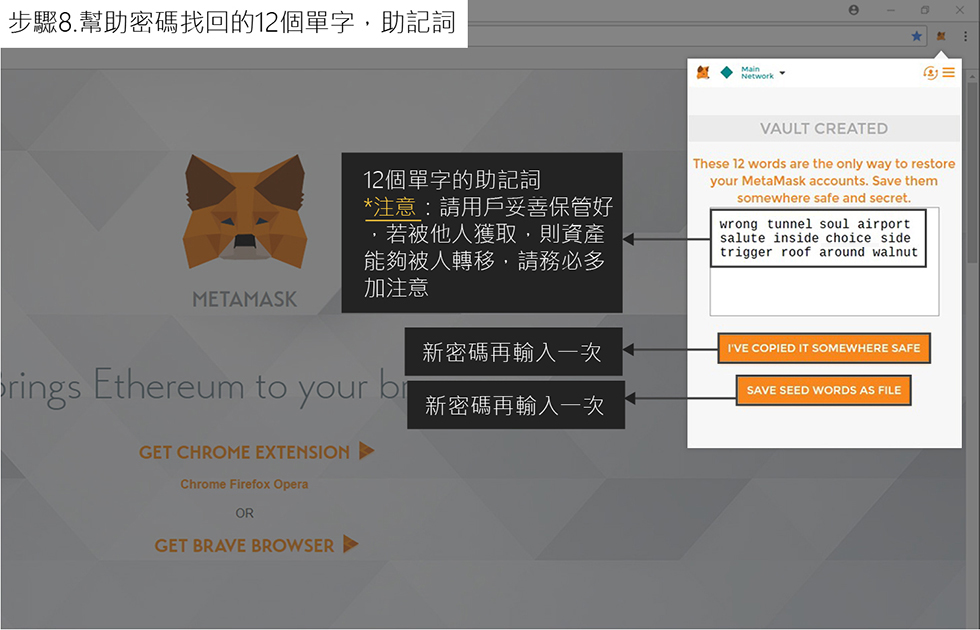 步驟8.幫助密碼找回的12個單字，助記詞
Main
Network
VAULT CREATED
These 12 words are the only way to restore
your MetaMask accounts. Save them
somewhere safe and secret.
wrong tunnel soul airport
salute inside choice side
trigger roof around walnut
I'VE COPIED IT SOMEWHERE SAFE
SAVE SEED WORDS AS FILE
12個單字的助記詞
*注意：請用戶妥善保管好
，若被他人獲取，則資產
能夠被人轉移，請務必多
加注意
新密碼再輸入一次
新密碼再輸入一次
METAMASK
brings Ethereum to your br
GET CHROME EXTENSION
Chrome Firefox Opera
OR
GET BRAVE BROWSER